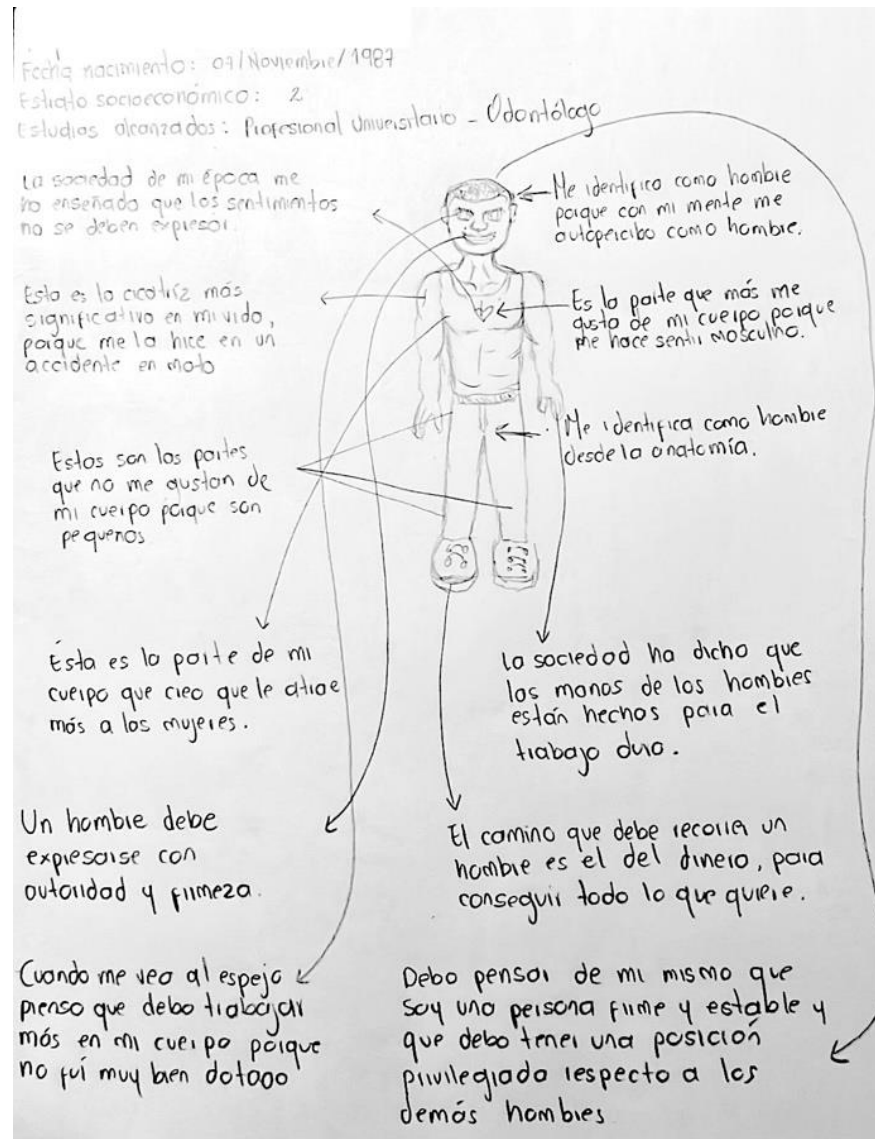 Fecha nacimiento: 07/Noviembre/1987
Estrato socioeconómico: 2
Estudios alcanzados: Profesional Universitario - Odontólogo
La sociedad de mi época me
ha enseñado que los sentimientos
no se deben expresar.
Me identifico como hombre
porque con mi mente me
autopercibo como hombre.
Esta es la cicatríz más
significativa en mi vida,
porque me la hice en un
accidente en moto
Es la parte que más me
gusta de mi cuerpo porque
me hace sentir masculino.
Me identifica como hombre
desde la anatomía.
Estas son las partes
que no me gustan de
mi cuerpo porque son
pequeñas
Ésta es la parte de mi
cuerpo que creo que le atrae
más a las mujeres.
La sociedad ha dicho que
las manos de los hombres
están hechas para el
trabajo duro.
Un hombre debe
expresarse con
autoridad y firmeza.
El camino que debe recorrer un
hombre es el del dinero, para
conseguir todo lo que quiere.
Cuando me veo al espejo
pienso que debo trabajar
más en mi cuerpo porque
no fuí muy bien dotado
Debo pensar de mi mismo que
soy una persona firme y estable y
que debo tener una posición
privilegiada respecto a los
demás hombres